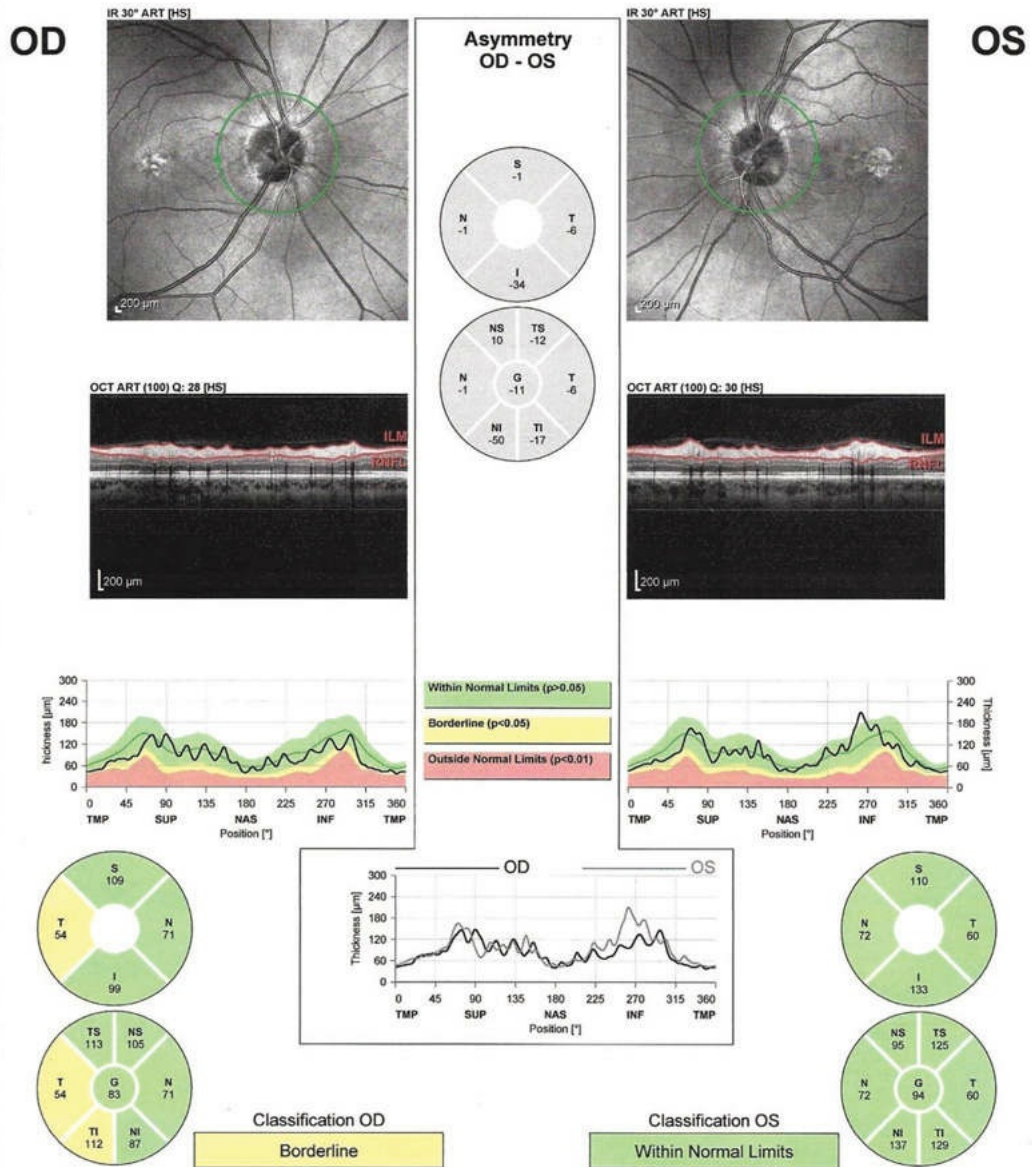 IR 30° ART [HS]
OD
200 µm
Asymmetry
OD - OS
S
-1
N
-1
T
-6
I
-34
NS
10
TS
-12
N
-1
G
-11
T
-6
NI
-50
TI
-17
IR 30° ART [HS]
OS
200 µm
OCT ART (100) Q: 28 [HS]
ILM
RNFL
200 µm
OCT ART (100) Q: 30 [HS]
ILM
RNFL
200 µm
hickness [µm]
300
240
180
120
60
0
0 45 90 135 180 225 270 315 360
TMP SUP NAS INF TMP
Position [°]
Within Normal Limits (p>0.05)
Borderline (p<0.05)
Outside Normal Limits (p<0.01)
300
240
180
120
60
0
Thickness [µm]
0 45 90 135 180 225 270 315 360
TMP SUP NAS INF TMP
Position [°]
S
109
T
54
N
71
I
99
OD OS
Thickness [µm]
300
240
180
120
60
0
0 45 90 135 180 225 270 315 360
TMP SUP NAS INF TMP
Position [°]
S
110
N
72
T
60
I
133
TS
113
NS
105
T
54
G
83
N
71
TI
112
NI
87
Classification OD
Borderline
Classification OS
Within Normal Limits
NS
95
TS
125
N
72
G
94
T
60
NI
137
TI
129